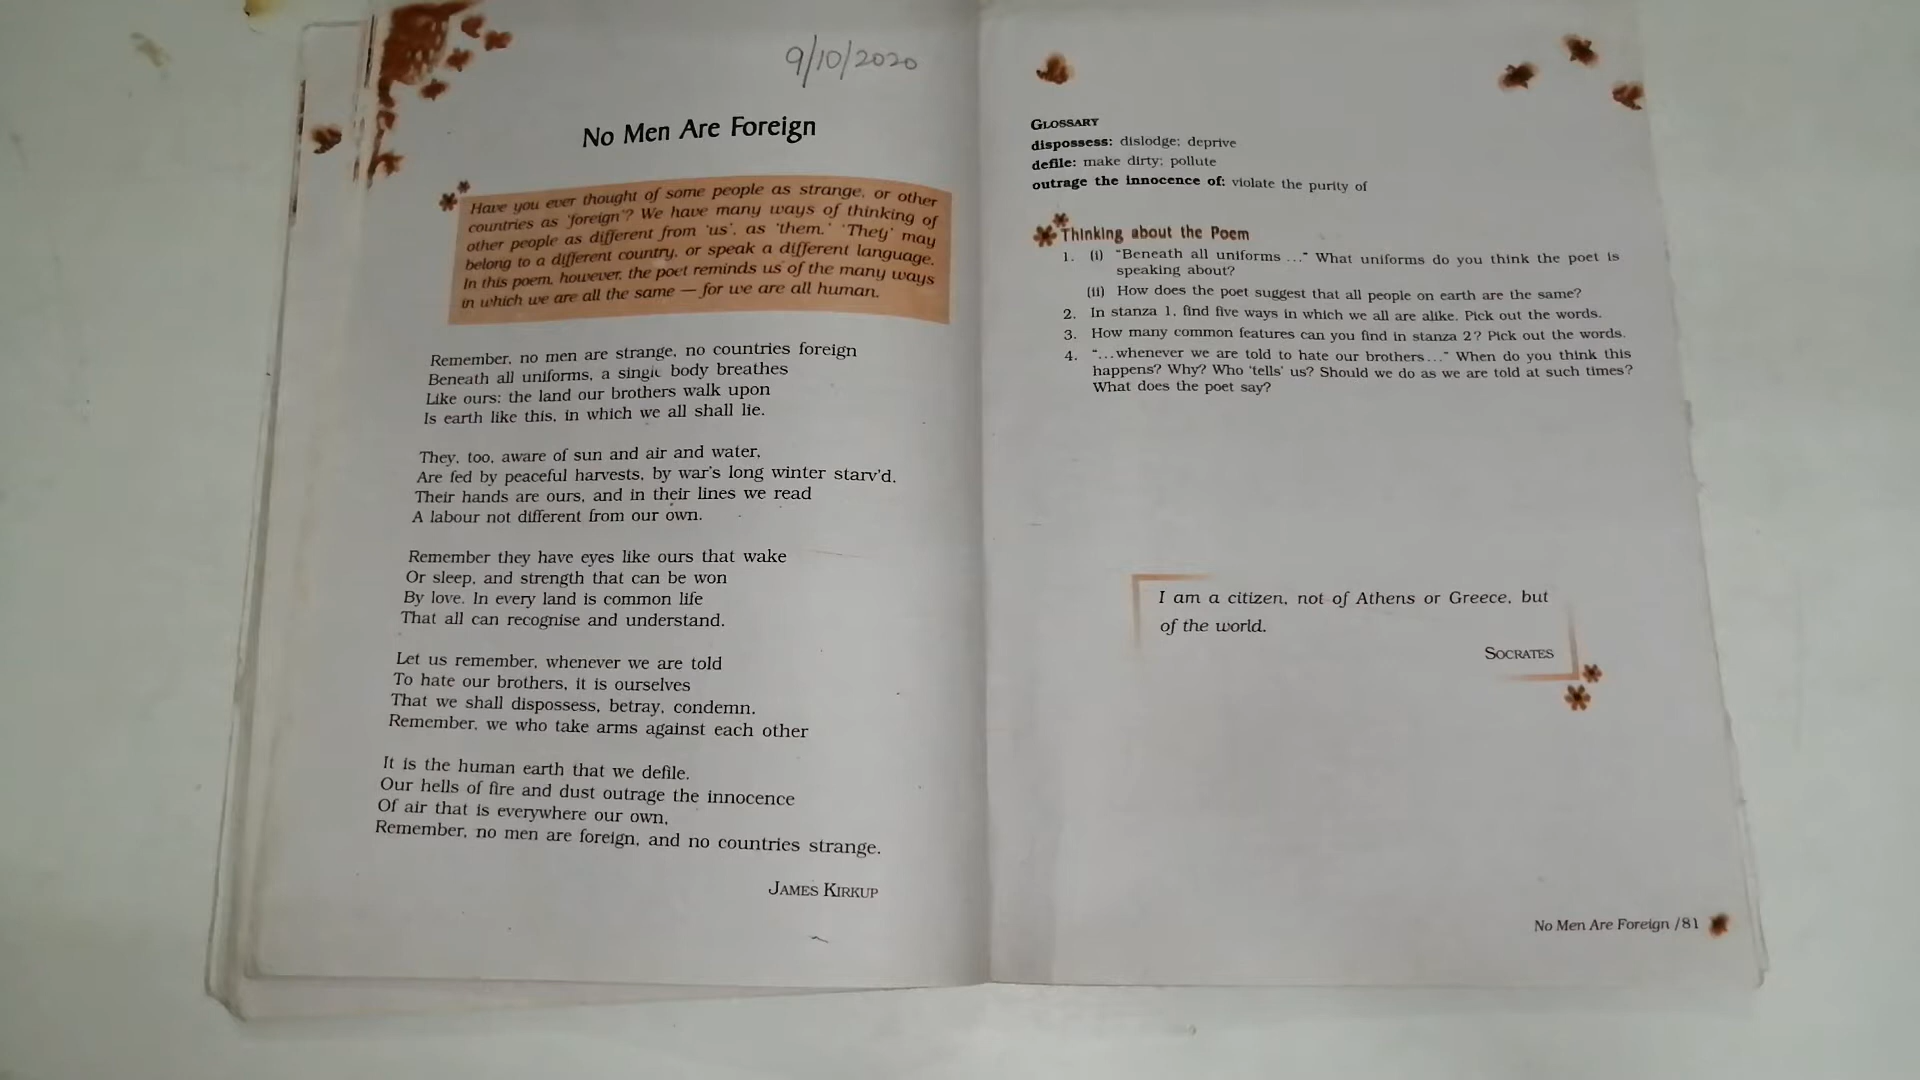 9/10/2020
No Men Are Foreign
Have you ever thought of some people as strange, or other
countries as 'foreign'? We have many ways of thinking of
other people as different from 'us', as 'them.' 'They' may
belong to a different country, or speak a different language.
In this poem, however, the poet reminds us of the many ways
in which we are all the same — for we are all human.
Remember, no men are strange, no countries foreign
Beneath all uniforms, a single body breathes
Like ours: the land our brothers walk upon
Is earth like this, in which we all shall lie.
They, too, aware of sun and air and water,
Are fed by peaceful harvests, by war's long winter starv'd.
Their hands are ours, and in their lines we read
A labour not different from our own.
Remember they have eyes like ours that wake
Or sleep, and strength that can be won
By love. In every land is common life
That all can recognise and understand.
Let us remember, whenever we are told
To hate our brothers, it is ourselves
That we shall dispossess, betray, condemn.
Remember, we who take arms against each other
It is the human earth that we defile.
Our hells of fire and dust outrage the innocence
Of air that is everywhere our own,
Remember, no men are foreign, and no countries strange.
JAMES KIRKUP
GLOSSARY
dispossess: dislodge; deprive
defile: make dirty; pollute
outrage the innocence of: violate the purity of
Thinking about the Poem
1. (i) "Beneath all uniforms ..." What uniforms do you think the poet is
speaking about?
(ii) How does the poet suggest that all people on earth are the same?
2. In stanza 1, find five ways in which we all are alike. Pick out the words.
3. How many common features can you find in stanza 2? Pick out the words.
4. "...whenever we are told to hate our brothers..." When do you think this
happens? Why? Who 'tells' us? Should we do as we are told at such times?
What does the poet say?
I am a citizen, not of Athens or Greece, but
of the world.
SOCRATES
No Men Are Foreign /81